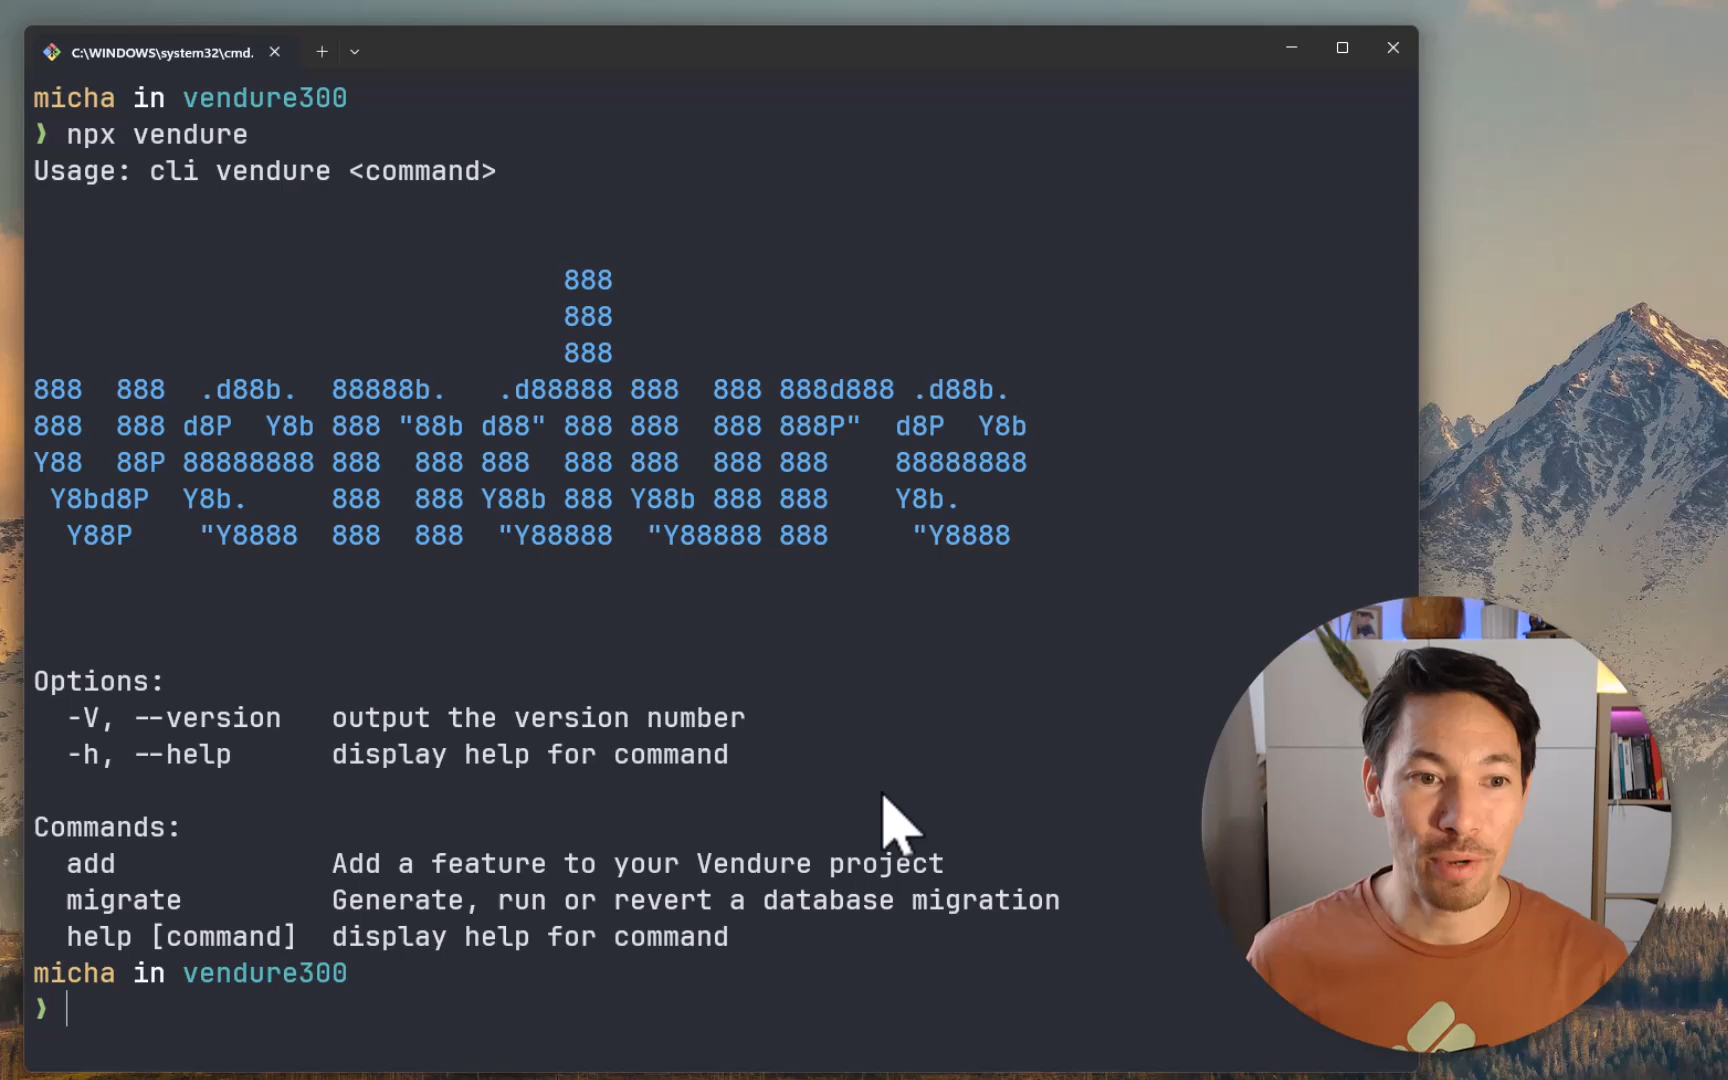 C:\WINDOWS\system32\cmd.
micha in vendure300
❯ npx vendure
Usage: cli vendure <command>
                                888
                                888
                                888
888  888  .d88b.  88888b.   .d88888 888  888 888d888 .d88b.
888  888 d8P  Y8b 888 "88b d88" 888 888  888 888P"  d8P  Y8b
Y88  88P 88888888 888  888 888  888 888  888 888    88888888
 Y8bd8P  Y8b.     888  888 Y88b 888 Y88b 888 888    Y8b.
  Y88P    "Y8888  888  888  "Y88888  "Y88888 888     "Y8888
Options:
  -V, --version   output the version number
  -h, --help      display help for command
Commands:
  add             Add a feature to your Vendure project
  migrate         Generate, run or revert a database migration
  help [command]  display help for command
micha in vendure300
❯